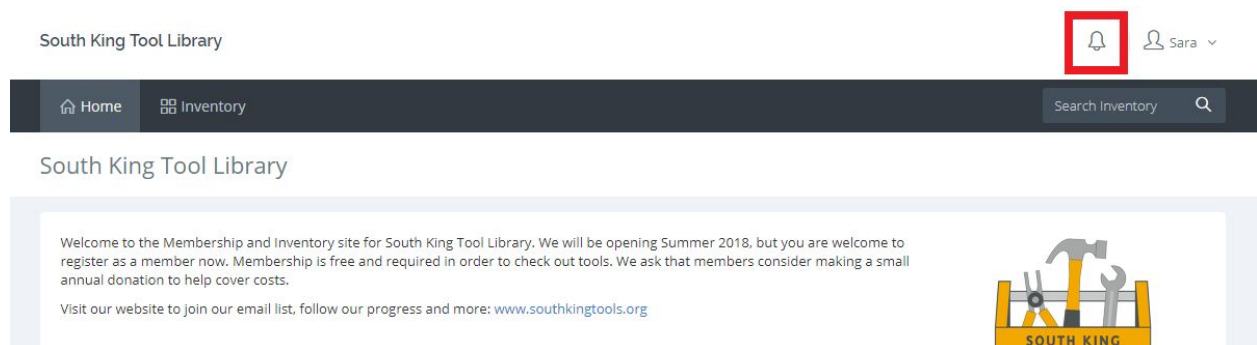 South King Tool Library
Sara
Home
Inventory
Search Inventory
South King Tool Library
Welcome to the Membership and Inventory site for South King Tool Library. We will be opening Summer 2018, but you are welcome to
register as a member now. Membership is free and required in order to check out tools. We ask that members consider making a small
annual donation to help cover costs.
Visit our website to join our email list, follow our progress and more: www.southkingtools.org
SOUTH KING